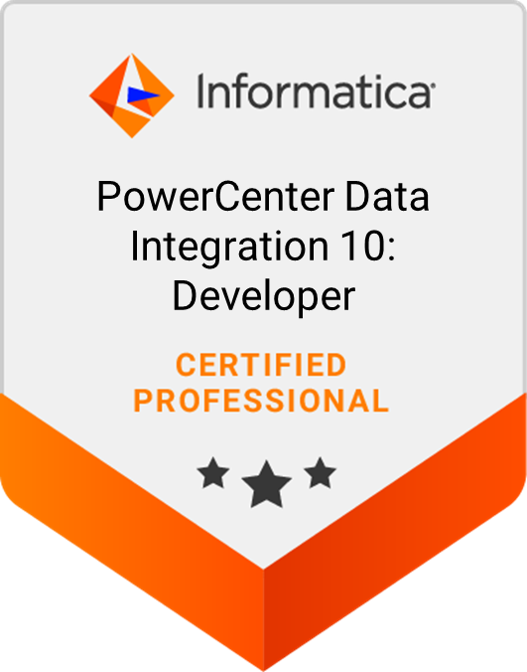 Informatica
PowerCenter Data
Integration 10:
Developer
CERTIFIED
PROFESSIONAL